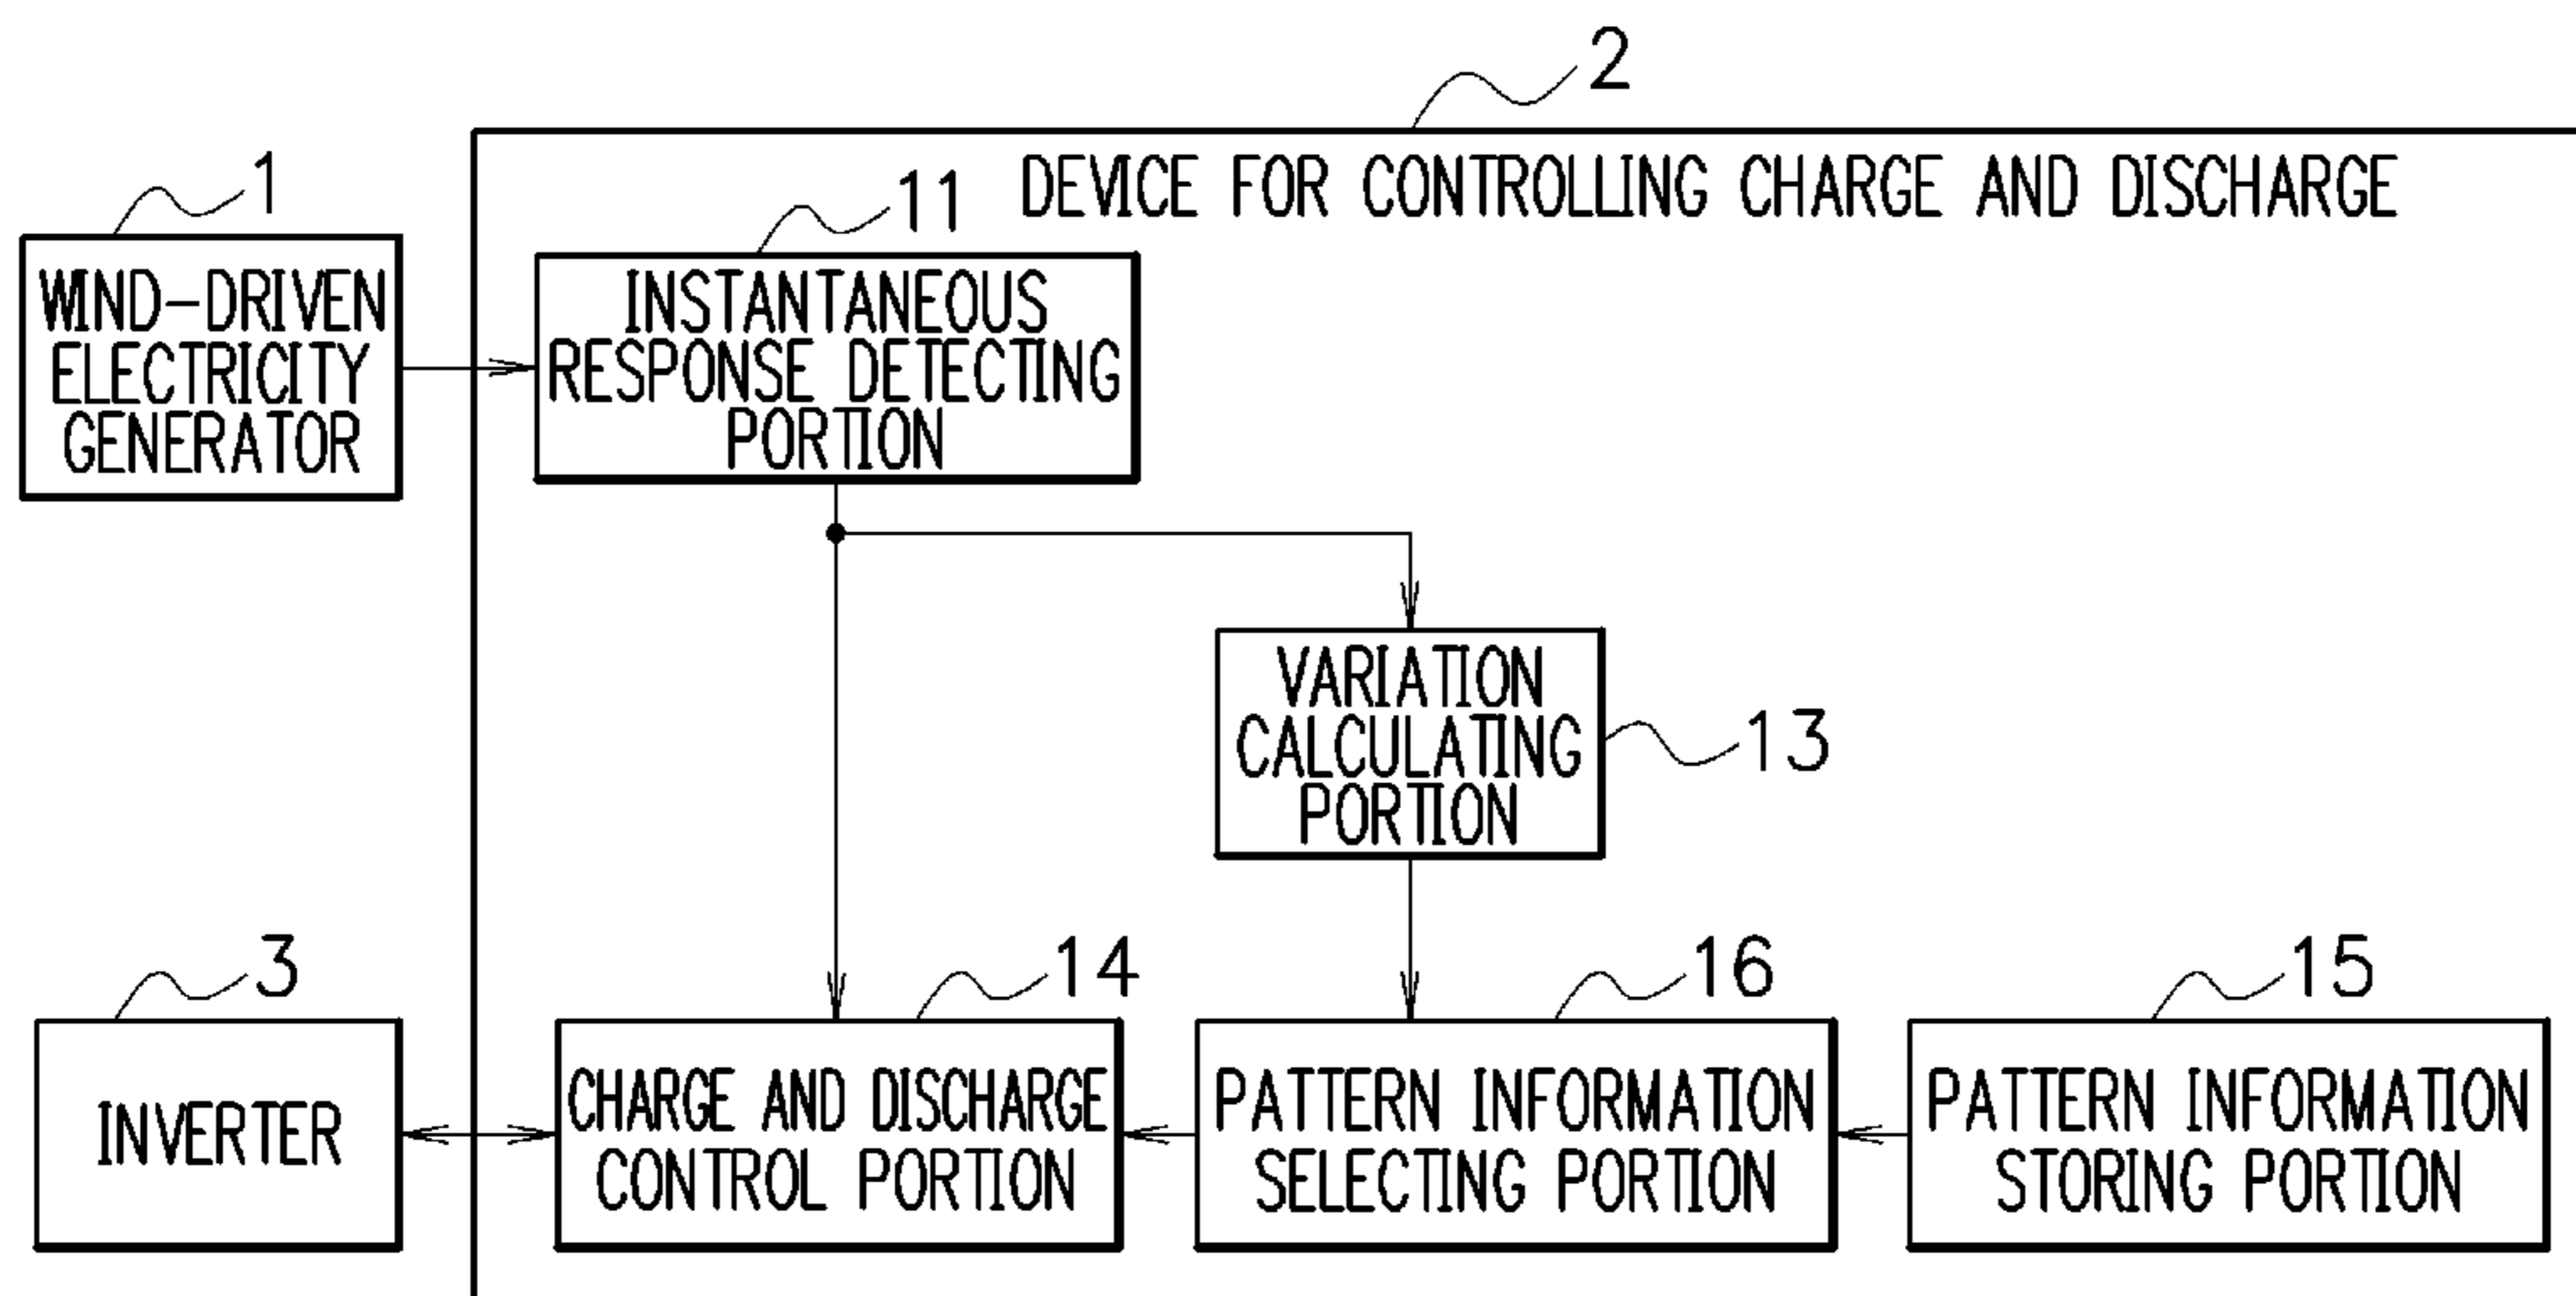 2
DEVICE FOR CONTROLLING CHARGE AND DISCHARGE
1
WIND-DRIVEN
ELECTRICITY
GENERATOR
11
INSTANTANEOUS
RESPONSE DETECTING
PORTION
VARIATION
CALCULATING
PORTION
13
3
INVERTER
14
CHARGE AND DISCHARGE
CONTROL PORTION
16
PATTERN INFORMATION
SELECTING PORTION
15
PATTERN INFORMATION
STORING PORTION